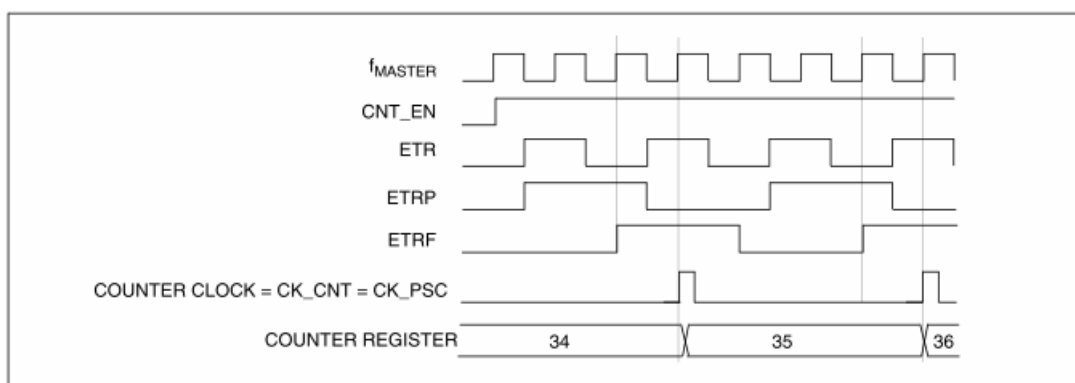 fMASTER
CNT_EN
ETR
ETRP
ETRF
COUNTER CLOCK = CK_CNT = CK_PSC
COUNTER REGISTER 34 35 36